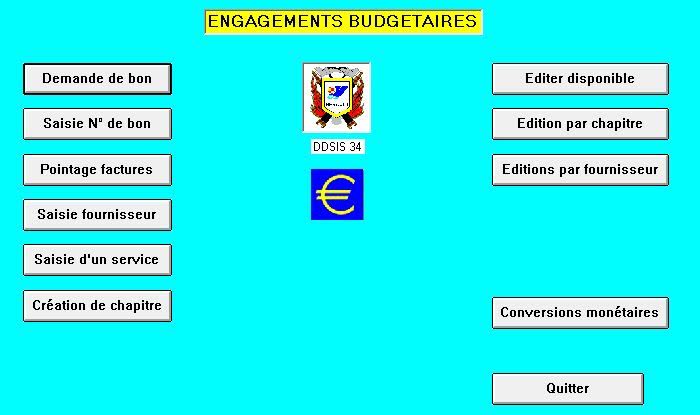 ENGAGEMENTS BUDGETAIRES
Demande de bon
Saisie N° de bon
Pointage factures
Saisie fournisseur
Saisie d'un service
Création de chapitre
DDSIS 34
€
Editer disponible
Edition par chapitre
Editions par fournisseur
Conversions monétaires
Quitter